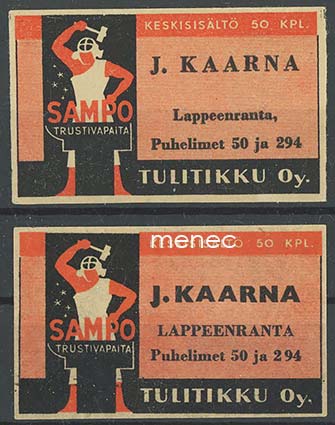 KESKISISÄLTÖ 50 KPL.
J. KAARNA
SAMPO
TRUSTIVAPAITA
Lappeenranta,
Puhelimet 50 ja 294
TULITIKKU Oy.
menec
KESKISISÄLTÖ 50 KPL.
J. KAARNA
SAMPO
TRUSTIVAPAITA
LAPPEENRANTA
Puhelimet 50 ja 294
TULITIKKU Oy.